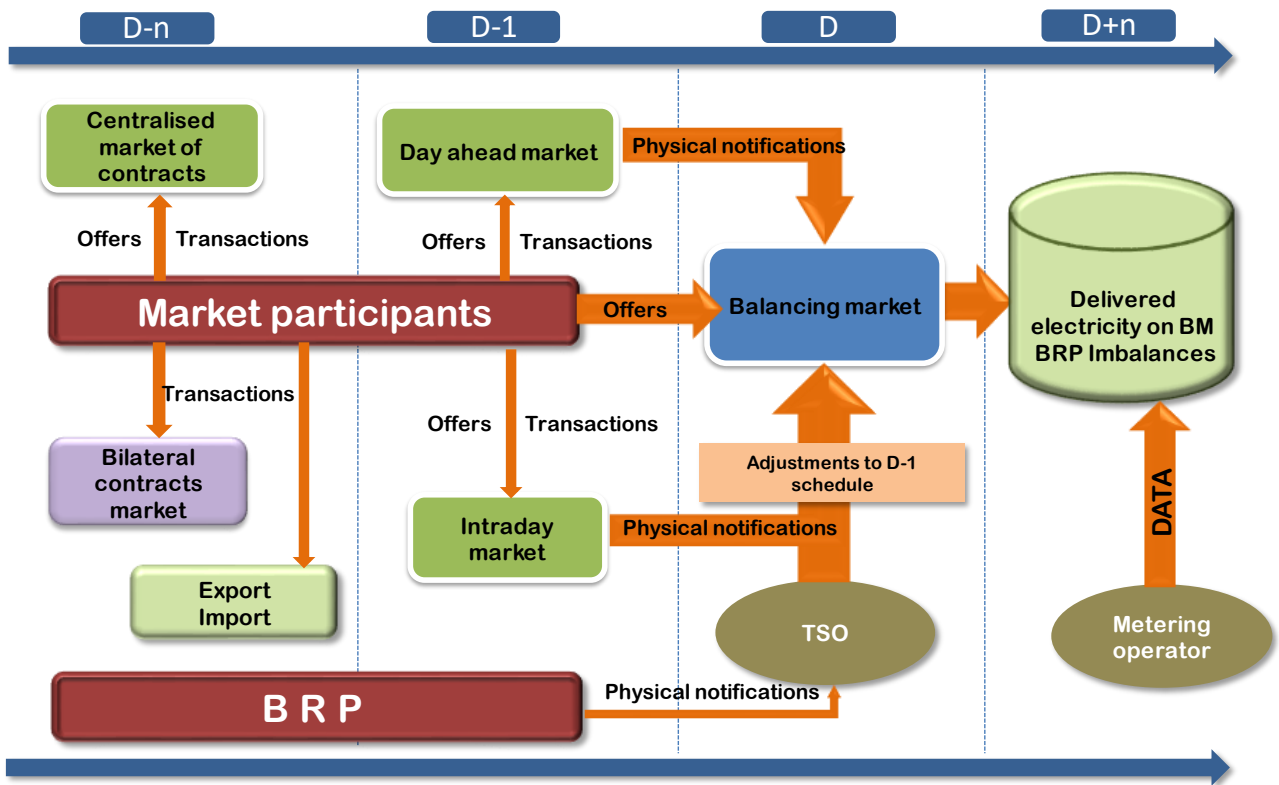 D-n
D-1
D
D+n
Centralised
market of
contracts
Day ahead market
Physical notifications
Offers
Transactions
Offers
Transactions
Market participants
Offers
Balancing market
Delivered
electricity on BM
BRP Imbalances
Transactions
Offers
Transactions
Bilateral
contracts
market
Adjustments to D-1
schedule
DATA
Intraday
market
Physical notifications
Export
Import
TSO
Metering
operator
B R P
Physical notifications